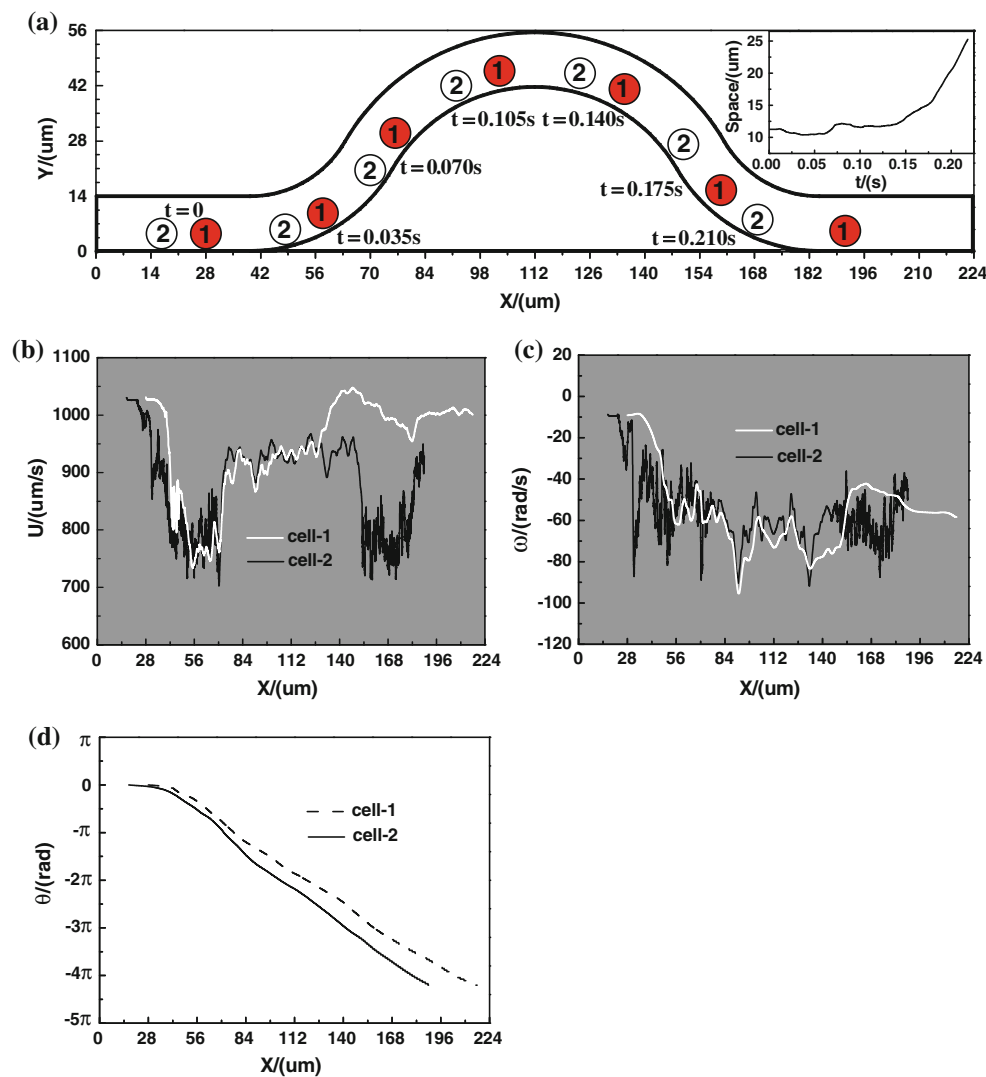 (a)
56
42
28
14
0
Y/(um)
0 14 28 42 56 70 84 98 112 126 140 154 168 182 196 210 224
X/(um)
t=0
2 1
2 1
t=0.035s
2 1
t=0.070s
2 1
t=0.105s
2 1
t=0.140s
2 1
t=0.175s
2 1
t=0.210s
25
20
15
10
Space/(um)
0.00 0.05 0.10 0.15 0.20
t/(s)
(b)
1100
1000
900
800
700
600
U/(um/s)
cell-1
cell-2
0 28 56 84 112 140 168 196 224
X/(um)
(c)
20
0
-20
-40
-60
-80
-100
-120
ω/(rad/s)
cell-1
cell-2
0 28 56 84 112 140 168 196 224
X/(um)
(d)
π
0
-π
-2π
-3π
-4π
-5π
θ/(rad)
cell-1
cell-2
0 28 56 84 112 140 168 196 224
X/(um)